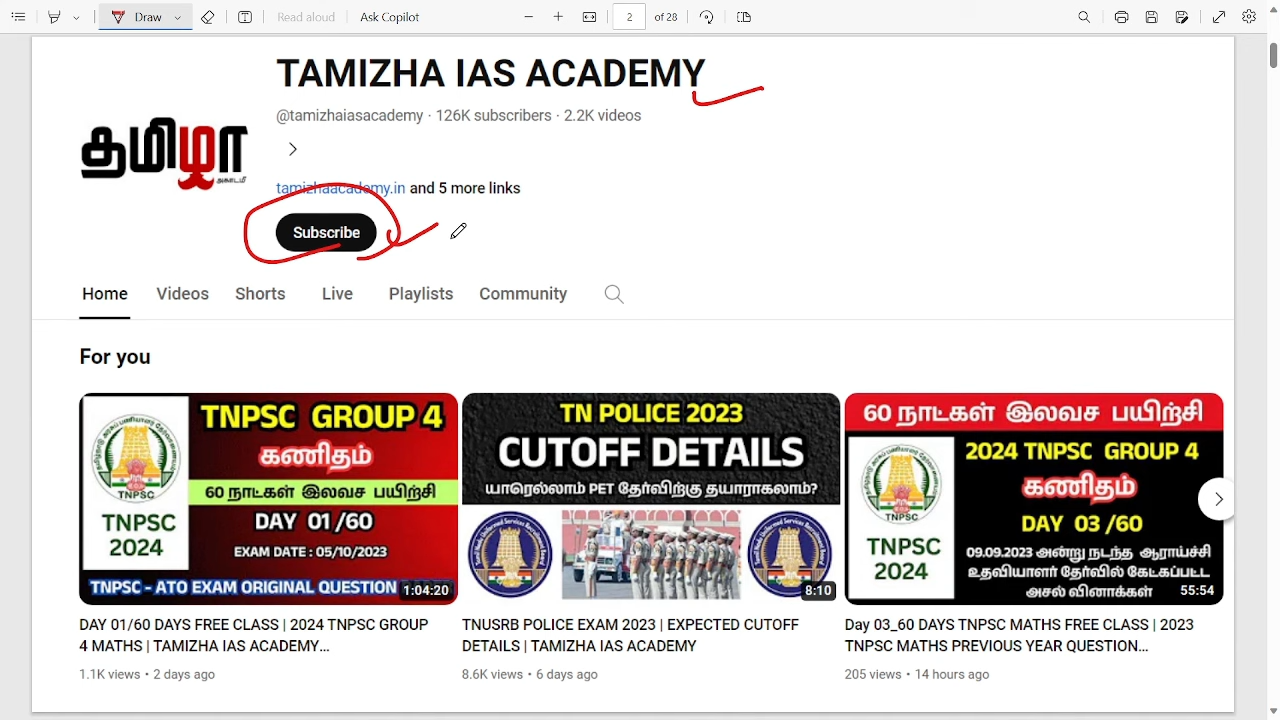 Draw
Read aloud
Ask Copilot
2
of 28
TAMIZHA IAS ACADEMY
@tamizhaiasacademy · 126K subscribers · 2.2K videos
தமிழா
அகாடமீ
tamizhaacademy.in and 5 more links
Subscribe
Home
Videos
Shorts
Live
Playlists
Community
For you
TNPSC GROUP 4
கணிதம்
60 நாட்கள் இலவச பயிற்சி
DAY 01/60
EXAM DATE : 05/10/2023
TNPSC
TNPSC
2024
TNPSC - ATO EXAM ORIGINAL QUESTION
1:04:20
DAY 01/60 DAYS FREE CLASS | 2024 TNPSC GROUP
4 MATHS | TAMIZHA IAS ACADEMY…
1.1K views • 2 days ago
TN POLICE 2023
CUTOFF DETAILS
யாரெல்லாம் PET தேர்விற்கு தயாராகலாம்?
8:10
TNUSRB POLICE EXAM 2023 | EXPECTED CUTOFF
DETAILS | TAMIZHA IAS ACADEMY
8.6K views • 6 days ago
60 நாட்கள் இலவச பயிற்சி
2024 TNPSC GROUP 4
கணிதம்
DAY 03 /60
TNPSC
TNPSC
2024
09.09.2023 அன்று நடந்த ஆராய்ச்சி
உதவியாளர் தேர்வில் கேட்கப்பட்ட
அசல் வினாக்கள்
55:54
Day 03_60 DAYS TNPSC MATHS FREE CLASS | 2023
TNPSC MATHS PREVIOUS YEAR QUESTION…
205 views • 14 hours ago